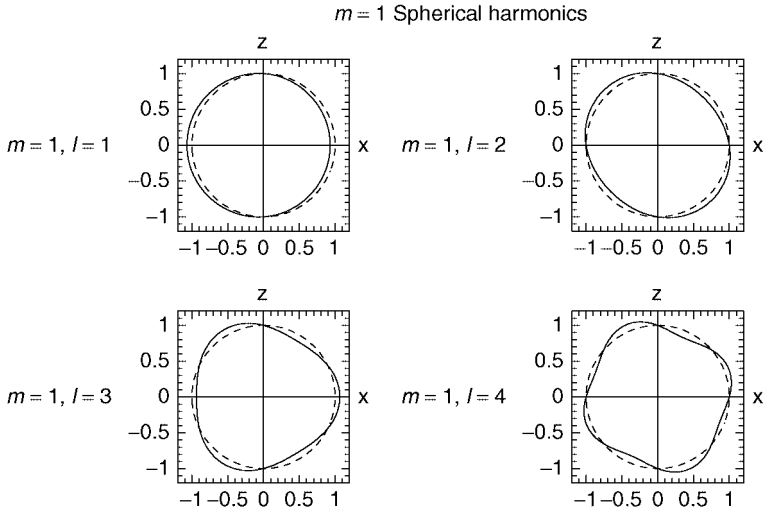 m = 1 Spherical harmonics
z
1
0.5
m = 1, l = 1
0
x
−0.5
−1
−1 −0.5 0 0.5 1
z
1
0.5
m = 1, l = 2
0
x
−0.5
−1
−1 −0.5 0 0.5 1
z
1
0.5
m = 1, l = 3
0
x
−0.5
−1
−1 −0.5 0 0.5 1
z
1
0.5
m = 1, l = 4
0
x
−0.5
−1
−1 −0.5 0 0.5 1